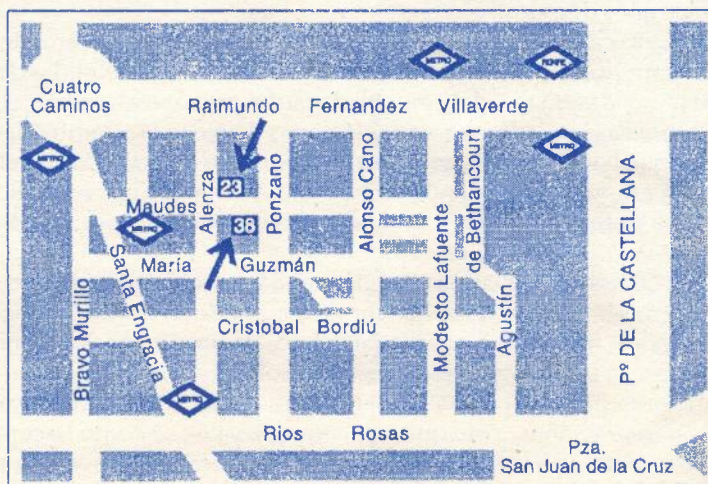 METRO
RENFE
Cuatro
Caminos
Raimundo Fernandez Villaverde
METRO
METRO
23
Maudes
METRO
38
Alenza
Ponzano
Alonso Cano
Modesto Lafuente
de Bethancourt
Agustín
Pº DE LA CASTELLANA
María Guzmán
Santa Engracia
Bravo Murillo
Cristobal Bordiú
METRO
Rios Rosas
Pza.
San Juan de la Cruz